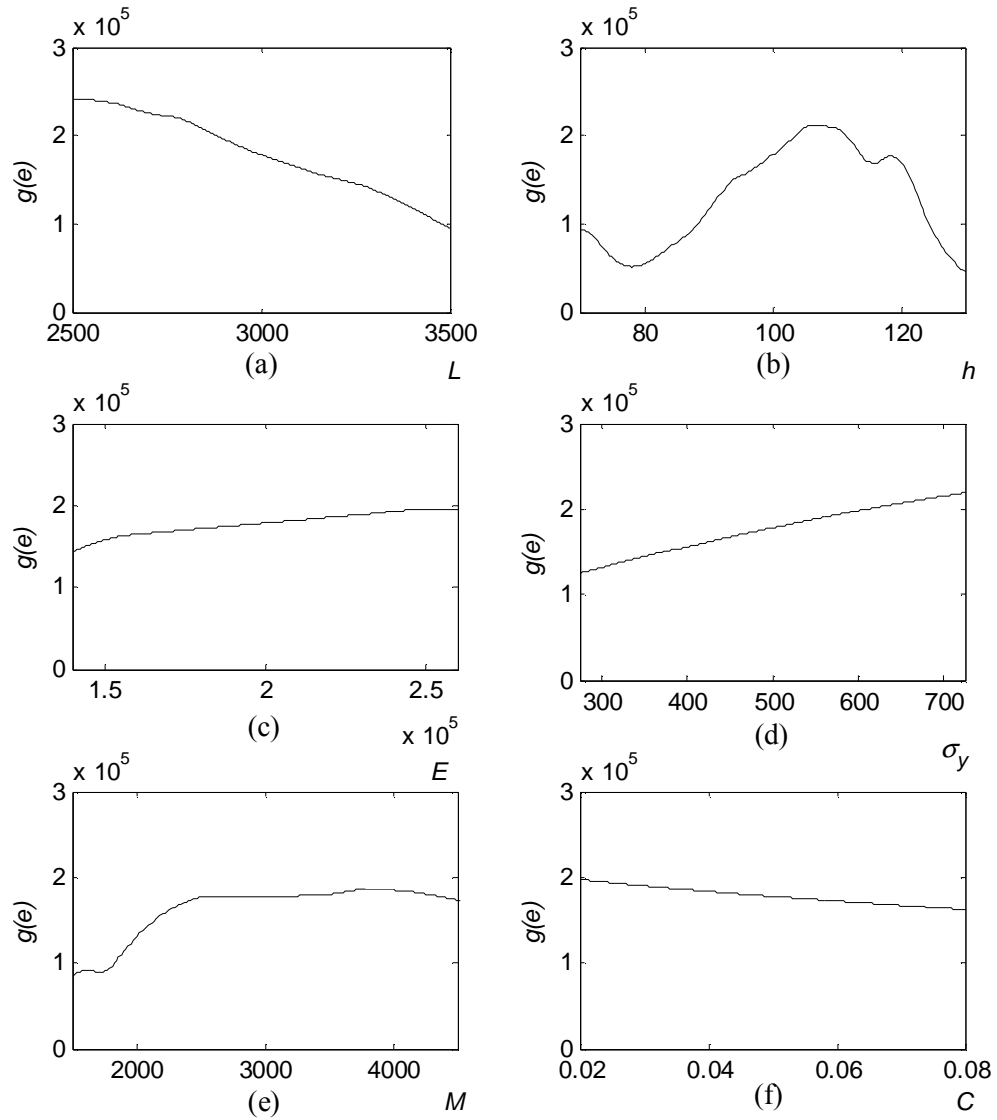 x 10^5
3
2
1
0
g(e)
2500 3000 3500
(a) L
x 10^5
3
2
1
0
g(e)
80 100 120
(b) h
x 10^5
3
2
1
0
g(e)
1.5 2 2.5
(c) x 10^5
E
x 10^5
3
2
1
0
g(e)
300 400 500 600 700
(d) σ_y
x 10^5
3
2
1
0
g(e)
2000 3000 4000
(e) M
x 10^5
3
2
1
0
g(e)
0.02 0.04 0.06 0.08
(f) C